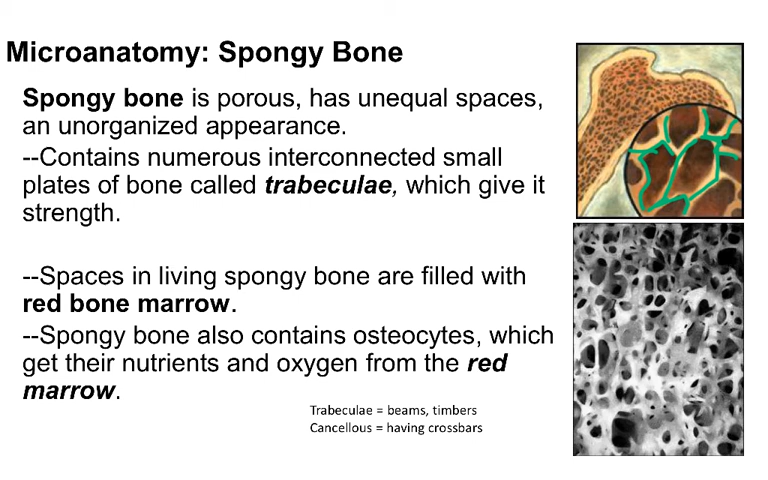 Microanatomy: Spongy Bone
Spongy bone is porous, has unequal spaces,
an unorganized appearance.
--Contains numerous interconnected small
plates of bone called trabeculae, which give it
strength.
--Spaces in living spongy bone are filled with
red bone marrow.
--Spongy bone also contains osteocytes, which
get their nutrients and oxygen from the red
marrow.
Trabeculae = beams, timbers
Cancellous = having crossbars